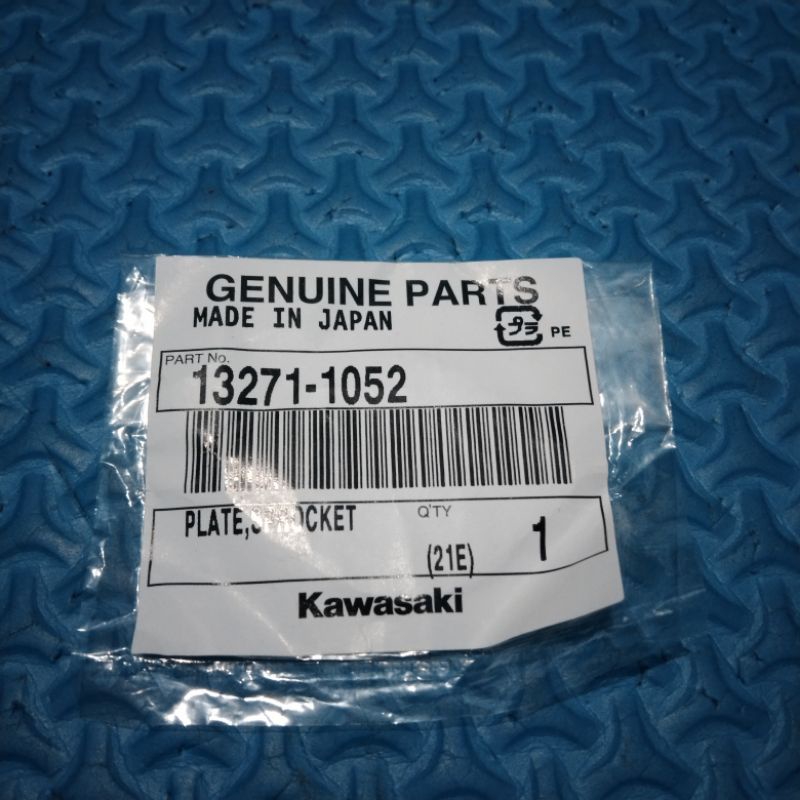 GENUINE PARTS
MADE IN JAPAN
プラ PE
PART No.
13271-1052
PLATE,SPROCKET Q'TY
(21E) 1
Kawasaki